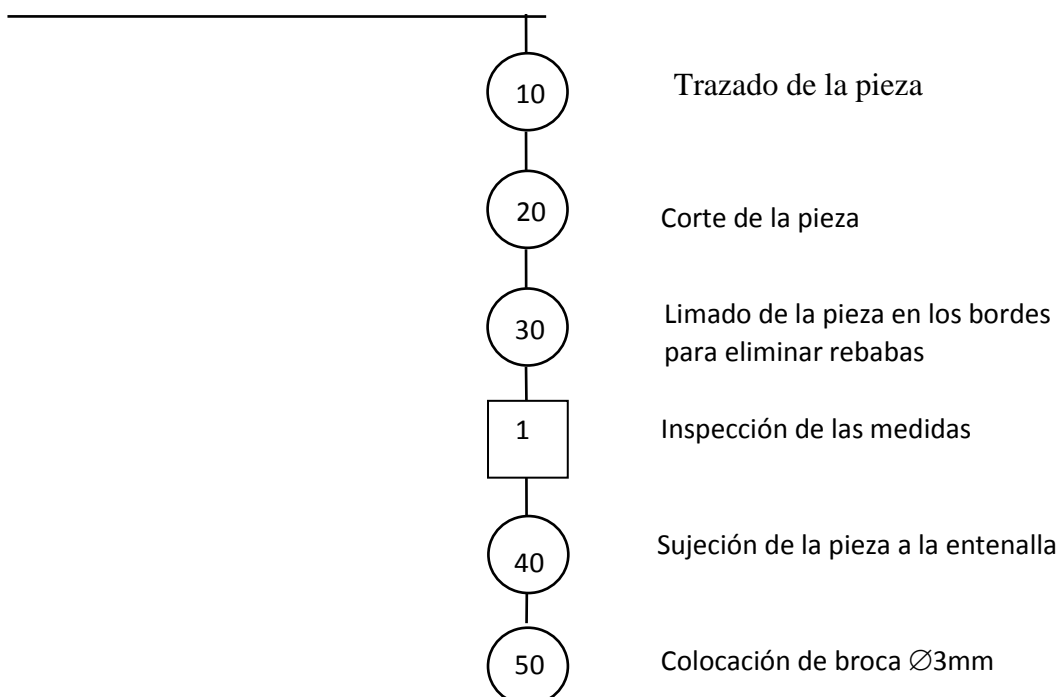 10 Trazado de la pieza
20 Corte de la pieza
30 Limado de la pieza en los bordes
para eliminar rebabas
1 Inspección de las medidas
40 Sujeción de la pieza a la entenalla
50 Colocación de broca ∅3mm